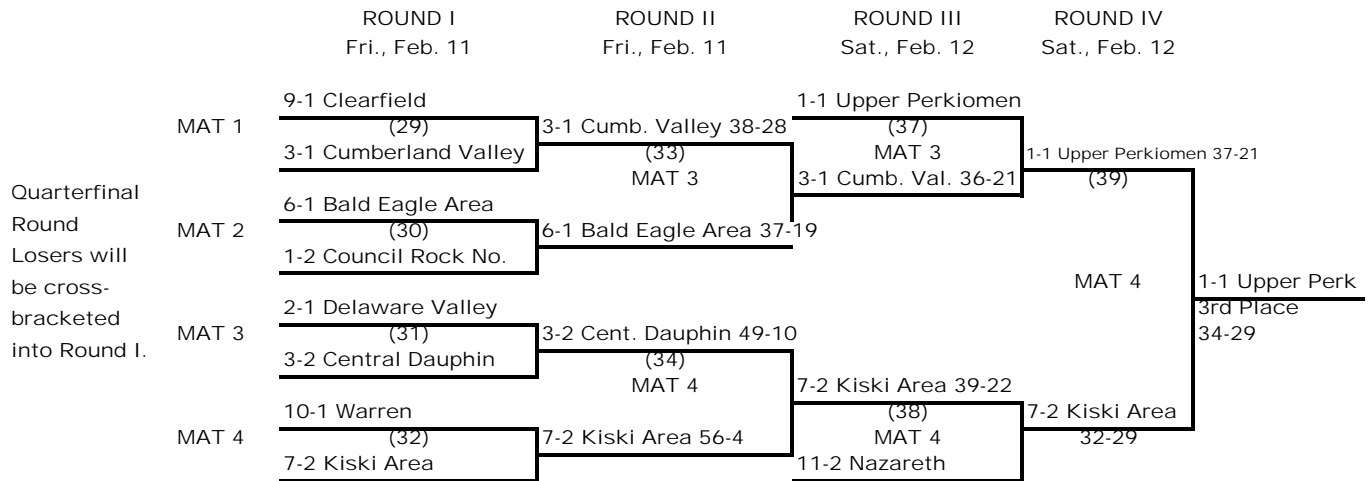 ROUND I ROUND II ROUND III ROUND IV
Fri., Feb. 11 Fri., Feb. 11 Sat., Feb. 12 Sat., Feb. 12
9-1 Clearfield 1-1 Upper Perkiomen
MAT 1 (29) 3-1 Cumb. Valley 38-28 (37)
3-1 Cumberland Valley (33) MAT 3 1-1 Upper Perkiomen 37-21
MAT 3 3-1 Cumb. Val. 36-21 (39)
Quarterfinal
6-1 Bald Eagle Area
Round
MAT 2 (30) 6-1 Bald Eagle Area 37-19
Losers will
1-2 Council Rock No.
be cross-
MAT 4 1-1 Upper Perk
bracketed
2-1 Delaware Valley 3rd Place
MAT 3 (31) 3-2 Cent. Dauphin 49-10 34-29
into Round I.
3-2 Central Dauphin (34)
MAT 4 7-2 Kiski Area 39-22
10-1 Warren (38) 7-2 Kiski Area
MAT 4 (32) 7-2 Kiski Area 56-4 MAT 4 32-29
7-2 Kiski Area 11-2 Nazareth